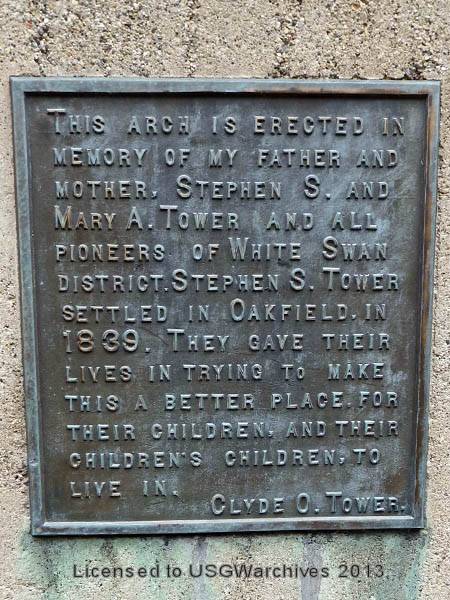 This arch is erected in
memory of my father and
mother, Stephen S. and
Mary A. Tower and all
pioneers of White Swan
district. Stephen S. Tower
settled in Oakfield, in
1839. They gave their
lives in trying to make
this a better place. for
their children, and their
children's children, to
live in.
Clyde O. Tower.
Licensed to USGWarchives 2013.